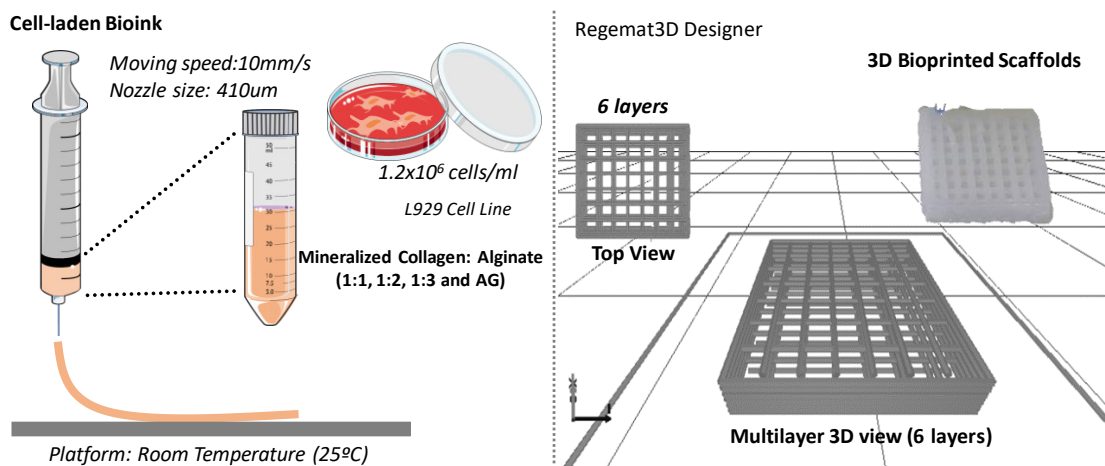 Cell-laden Bioink
Moving speed:10mm/s
Nozzle size: 410um
1.2x10⁶ cells/ml
L929 Cell Line
Mineralized Collagen: Alginate
(1:1, 1:2, 1:3 and AG)
Platform: Room Temperature (25ºC)
Regemat3D Designer
3D Bioprinted Scaffolds
6 layers
Top View
Multilayer 3D view (6 layers)